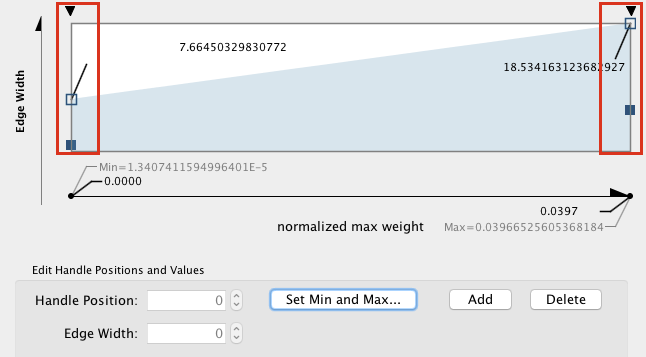 7.66450329830772
18.534163123682927
Edge Width
Min=1.3407411594996401E-5
0.0000
0.0397
normalized max weight
Max=0.03966525605368184
Edit Handle Positions and Values
Handle Position: 0 Set Min and Max... Add Delete
Edge Width: 0